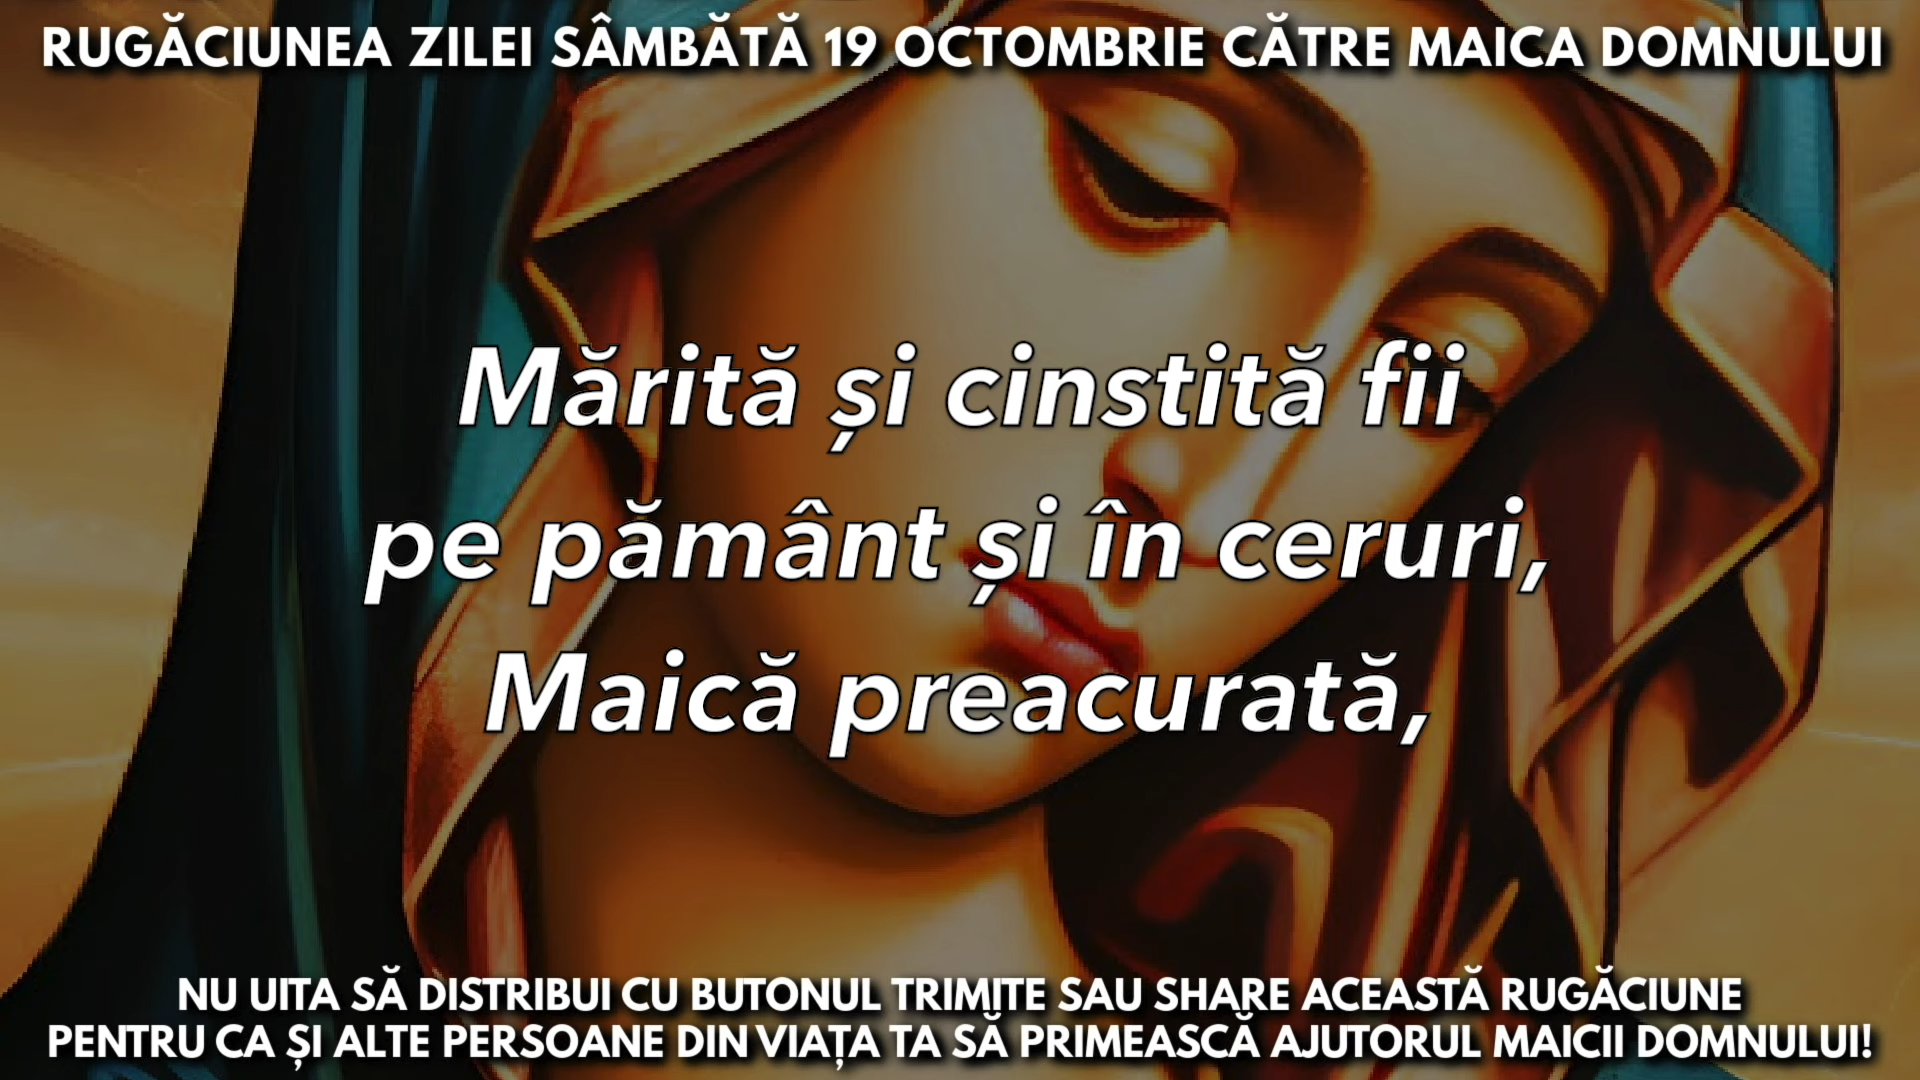 RUGĂCIUNEA ZILEI SÂMBĂTĂ 19 OCTOMBRIE CĂTRE MAICA DOMNULUI
Mărită și cinstită fii
pe pământ și în ceruri,
Maică preacurată,
NU UITA SĂ DISTRIBUI CU BUTONUL TRIMITE SAU SHARE ACEASTĂ RUGĂCIUNE
PENTRU CA ȘI ALTE PERSOANE DIN VIAȚA TA SĂ PRIMEASCĂ AJUTORUL MAICII DOMNULUI!